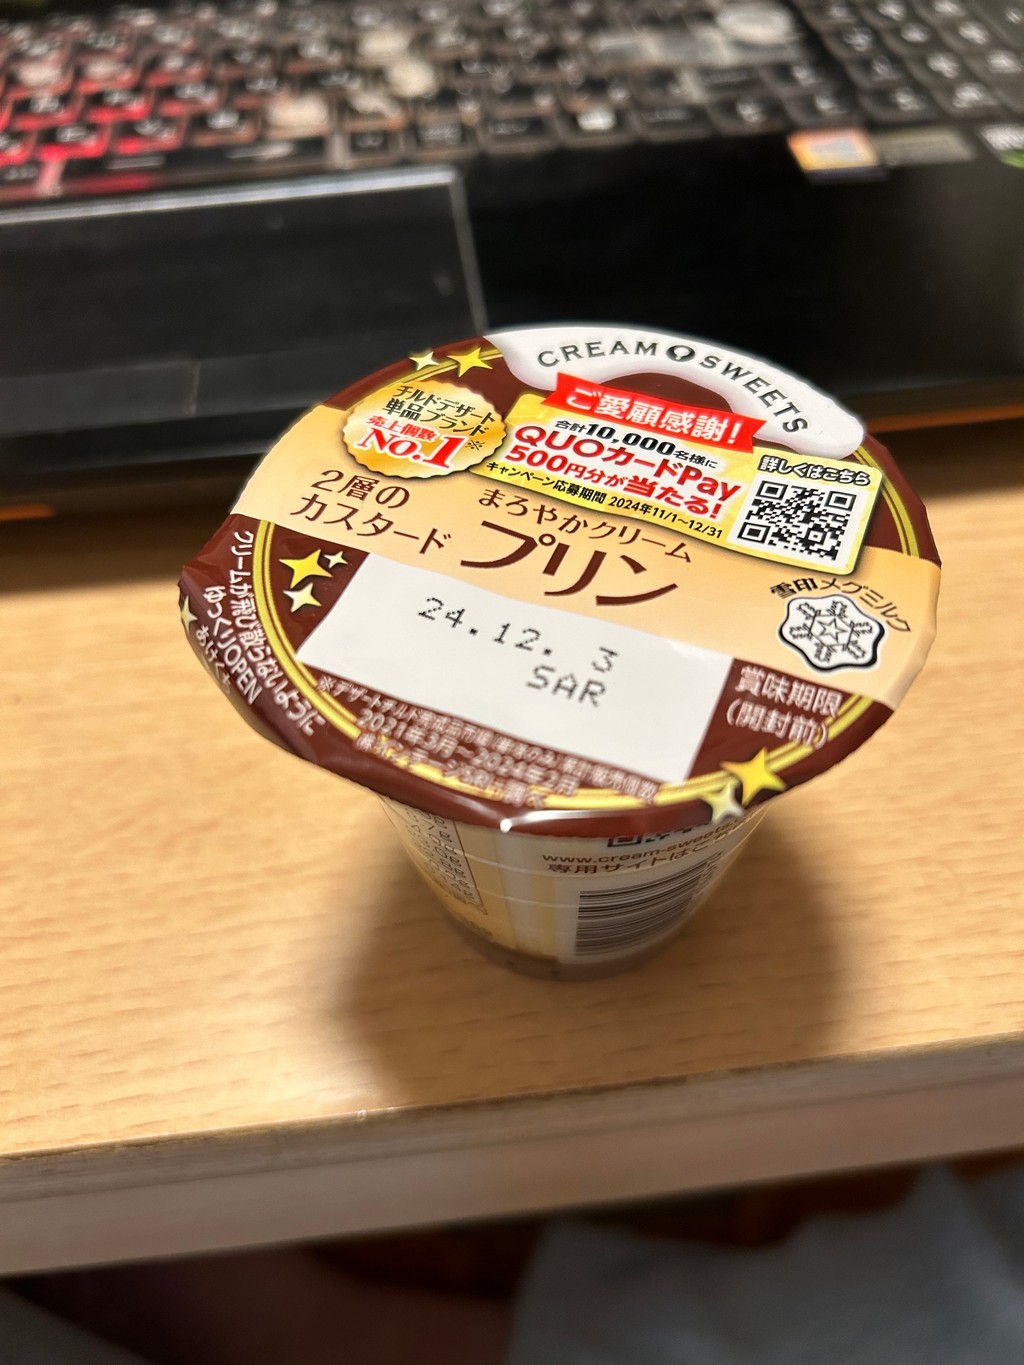 CREAM SWEETS
ご愛顧感謝!
合計10,000名様に
QUOカードPay
500円分が当たる!
キャンペーン応募期間 2024年11/1~12/31
詳しくはこちら
チルドデザート
単品ブランド
売上個数
No.1※
2層の
カスタード
まろやかクリーム
プリン
雪印メグミルク
24.12. 3
SAR
賞味期限
(開封前)
クリームが飛び散らないように
ゆっくりOPEN
2021年3月~2024年2月
www.cream-sweets
専用サイトはこ